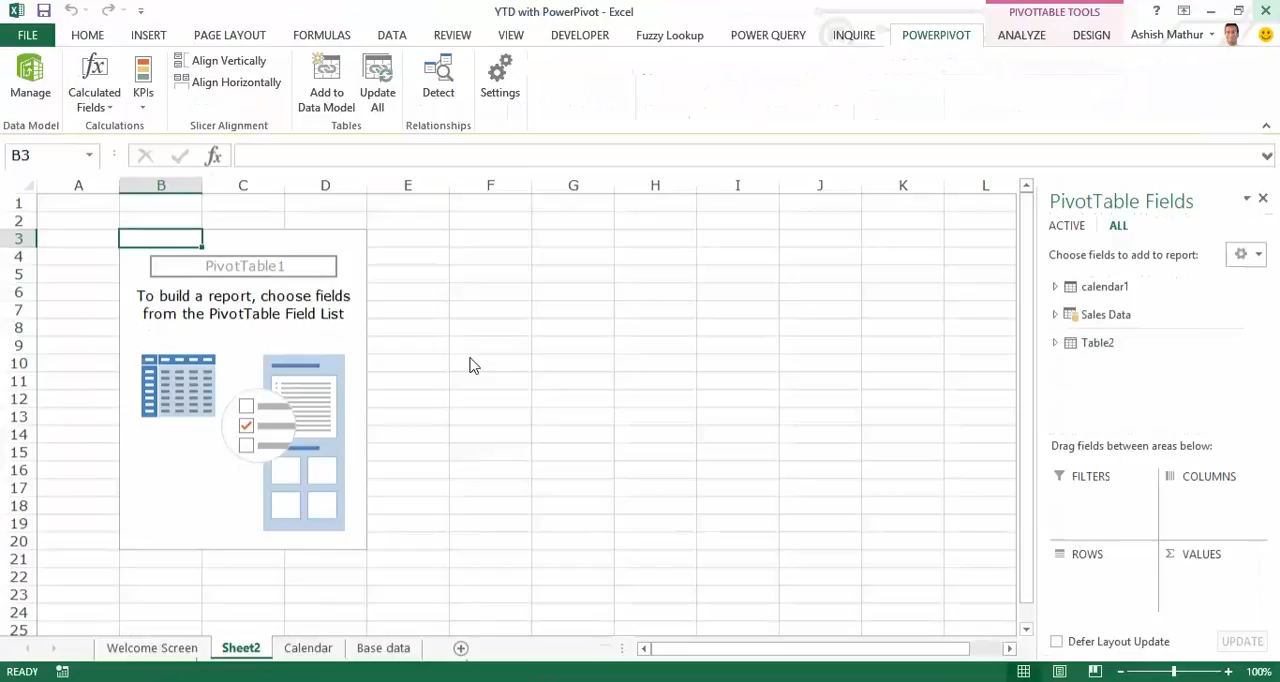 YTD with PowerPivot - Excel
PIVOTTABLE TOOLS
?
FILE HOME INSERT PAGE LAYOUT FORMULAS DATA REVIEW VIEW DEVELOPER Fuzzy Lookup POWER QUERY INQUIRE POWERPIVOT ANALYZE DESIGN Ashish Mathur
Manage
Calculated Fields
KPIs
Align Vertically
Align Horizontally
Add to Data Model
Update All
Detect
Settings
Data Model Calculations Slicer Alignment Tables Relationships
B3 fx
A B C D E F G H I J K L
1
2
3
4
5
6
7
8
9
10
11
12
13
14
15
16
17
18
19
20
21
22
23
24
25
PivotTable1
To build a report, choose fields
from the PivotTable Field List
PivotTable Fields
ACTIVE ALL
Choose fields to add to report:
calendar1
Sales Data
Table2
Drag fields between areas below:
FILTERS COLUMNS
ROWS Σ VALUES
Defer Layout Update UPDATE
Welcome Screen Sheet2 Calendar Base data
READY 100%